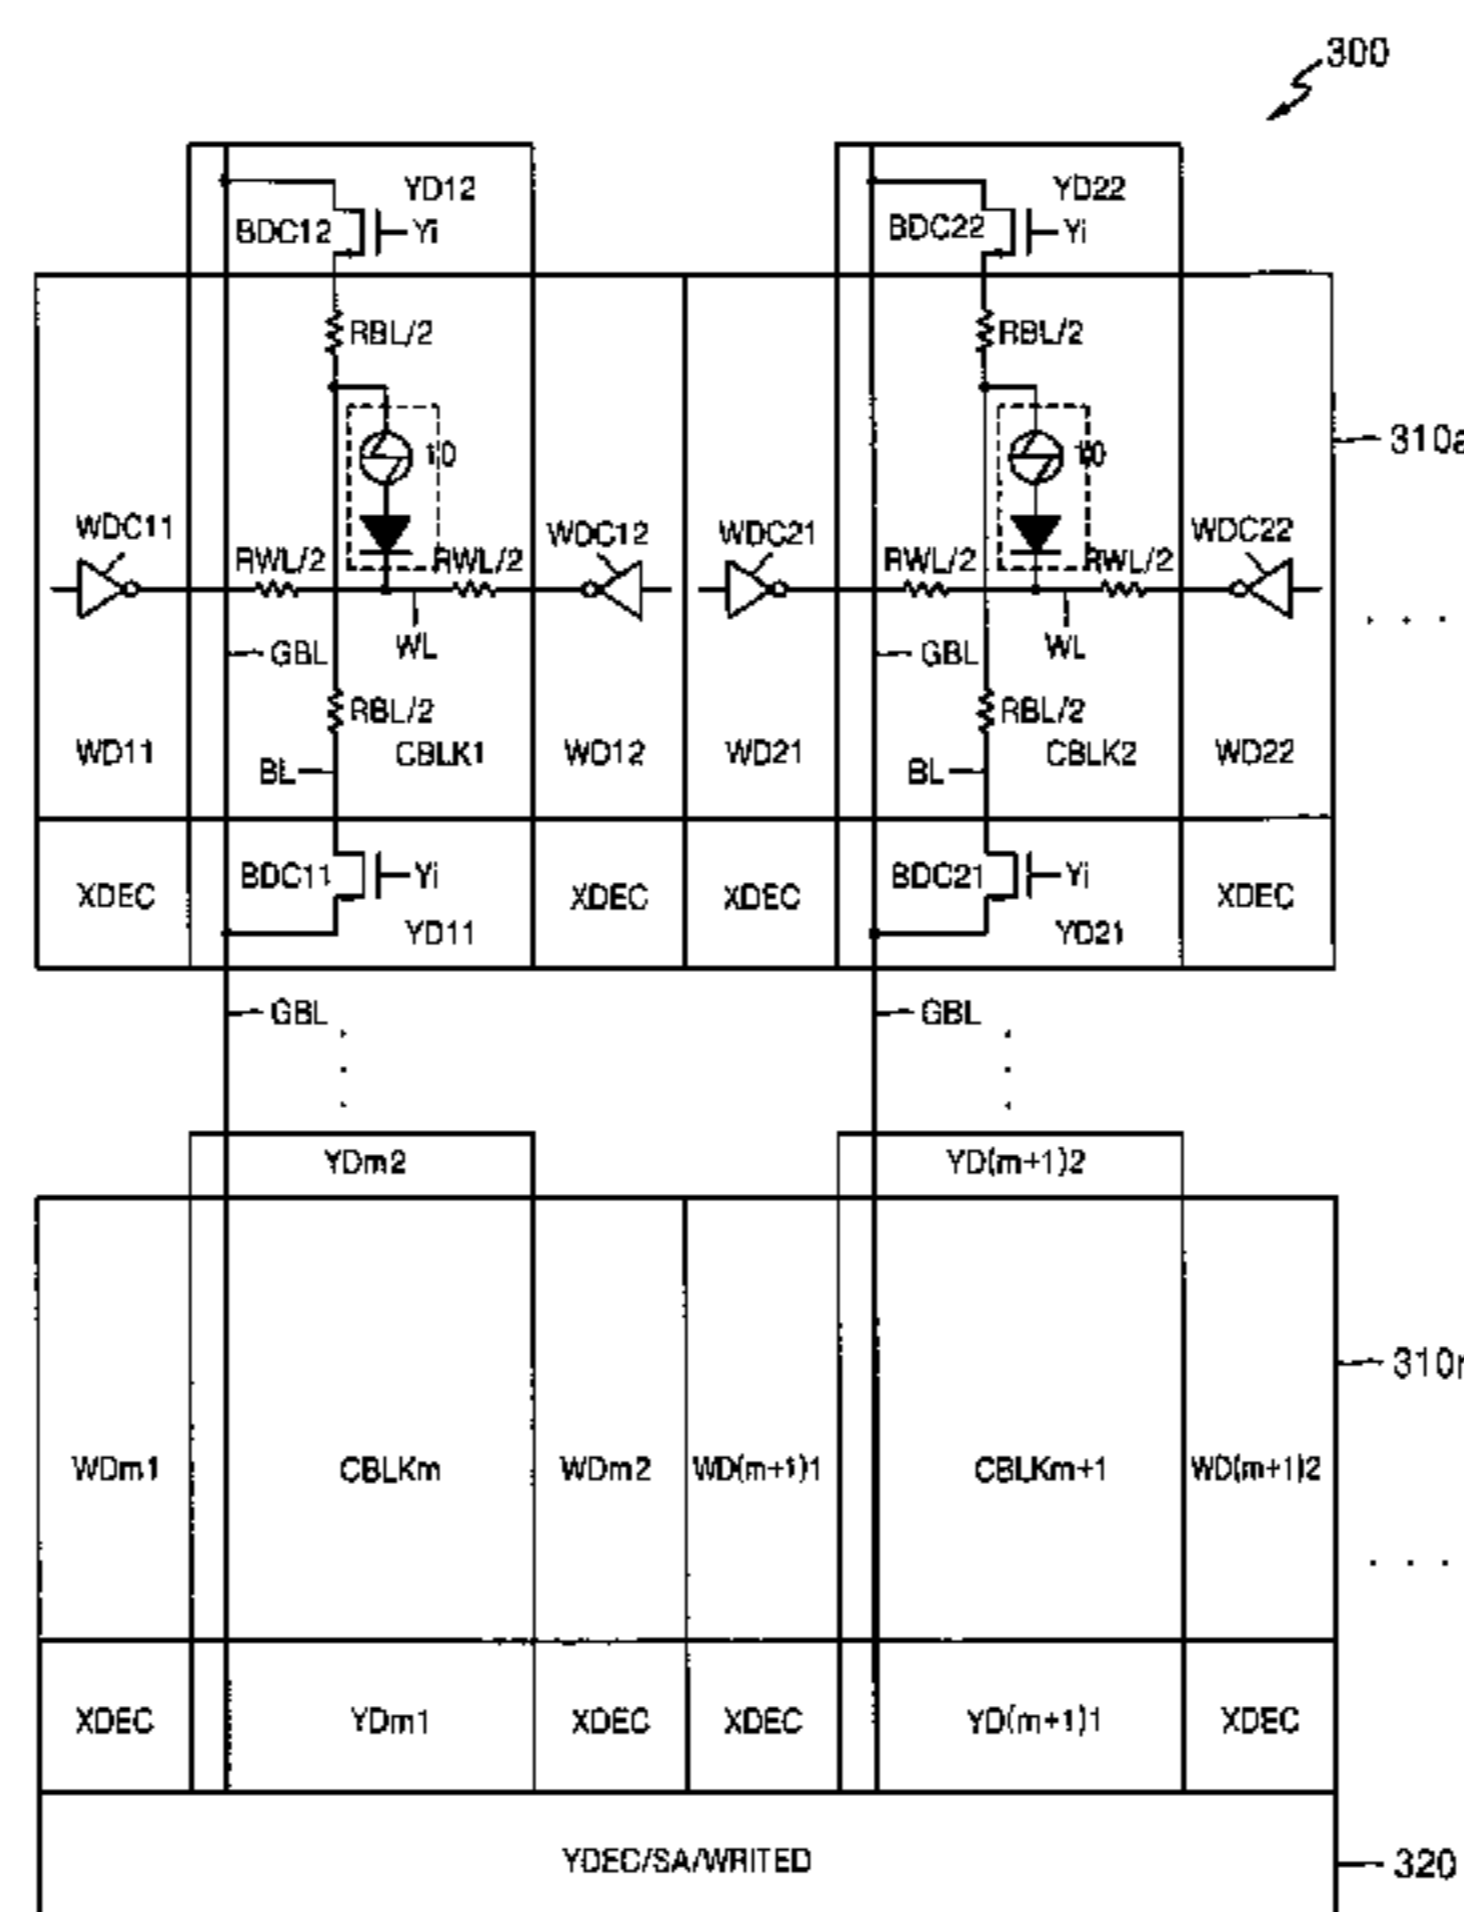 300
YD12
YD22
BDC12
Yi
BDC22
Yi
RBL/2
RBL/2
310a
10
10
WDC11
RWL/2
RWL/2
WDC12
WDC21
RWL/2
RWL/2
WDC22
. . .
GBL
WL
GBL
WL
RBL/2
RBL/2
WD11
BL
CBLK1
WD12
WD21
BL
CBLK2
WD22
XDEC
BDC11
Yi
XDEC
XDEC
BDC21
Yi
XDEC
YD11
YD21
GBL
GBL
YDm2
YD(m+1)2
WDm1
CBLKm
WDm2
WD(m+1)1
CBLKm+1
WD(m+1)2
. . .
XDEC
YDm1
XDEC
XDEC
YD(m+1)1
XDEC
YDEC/SA/WRITED
320